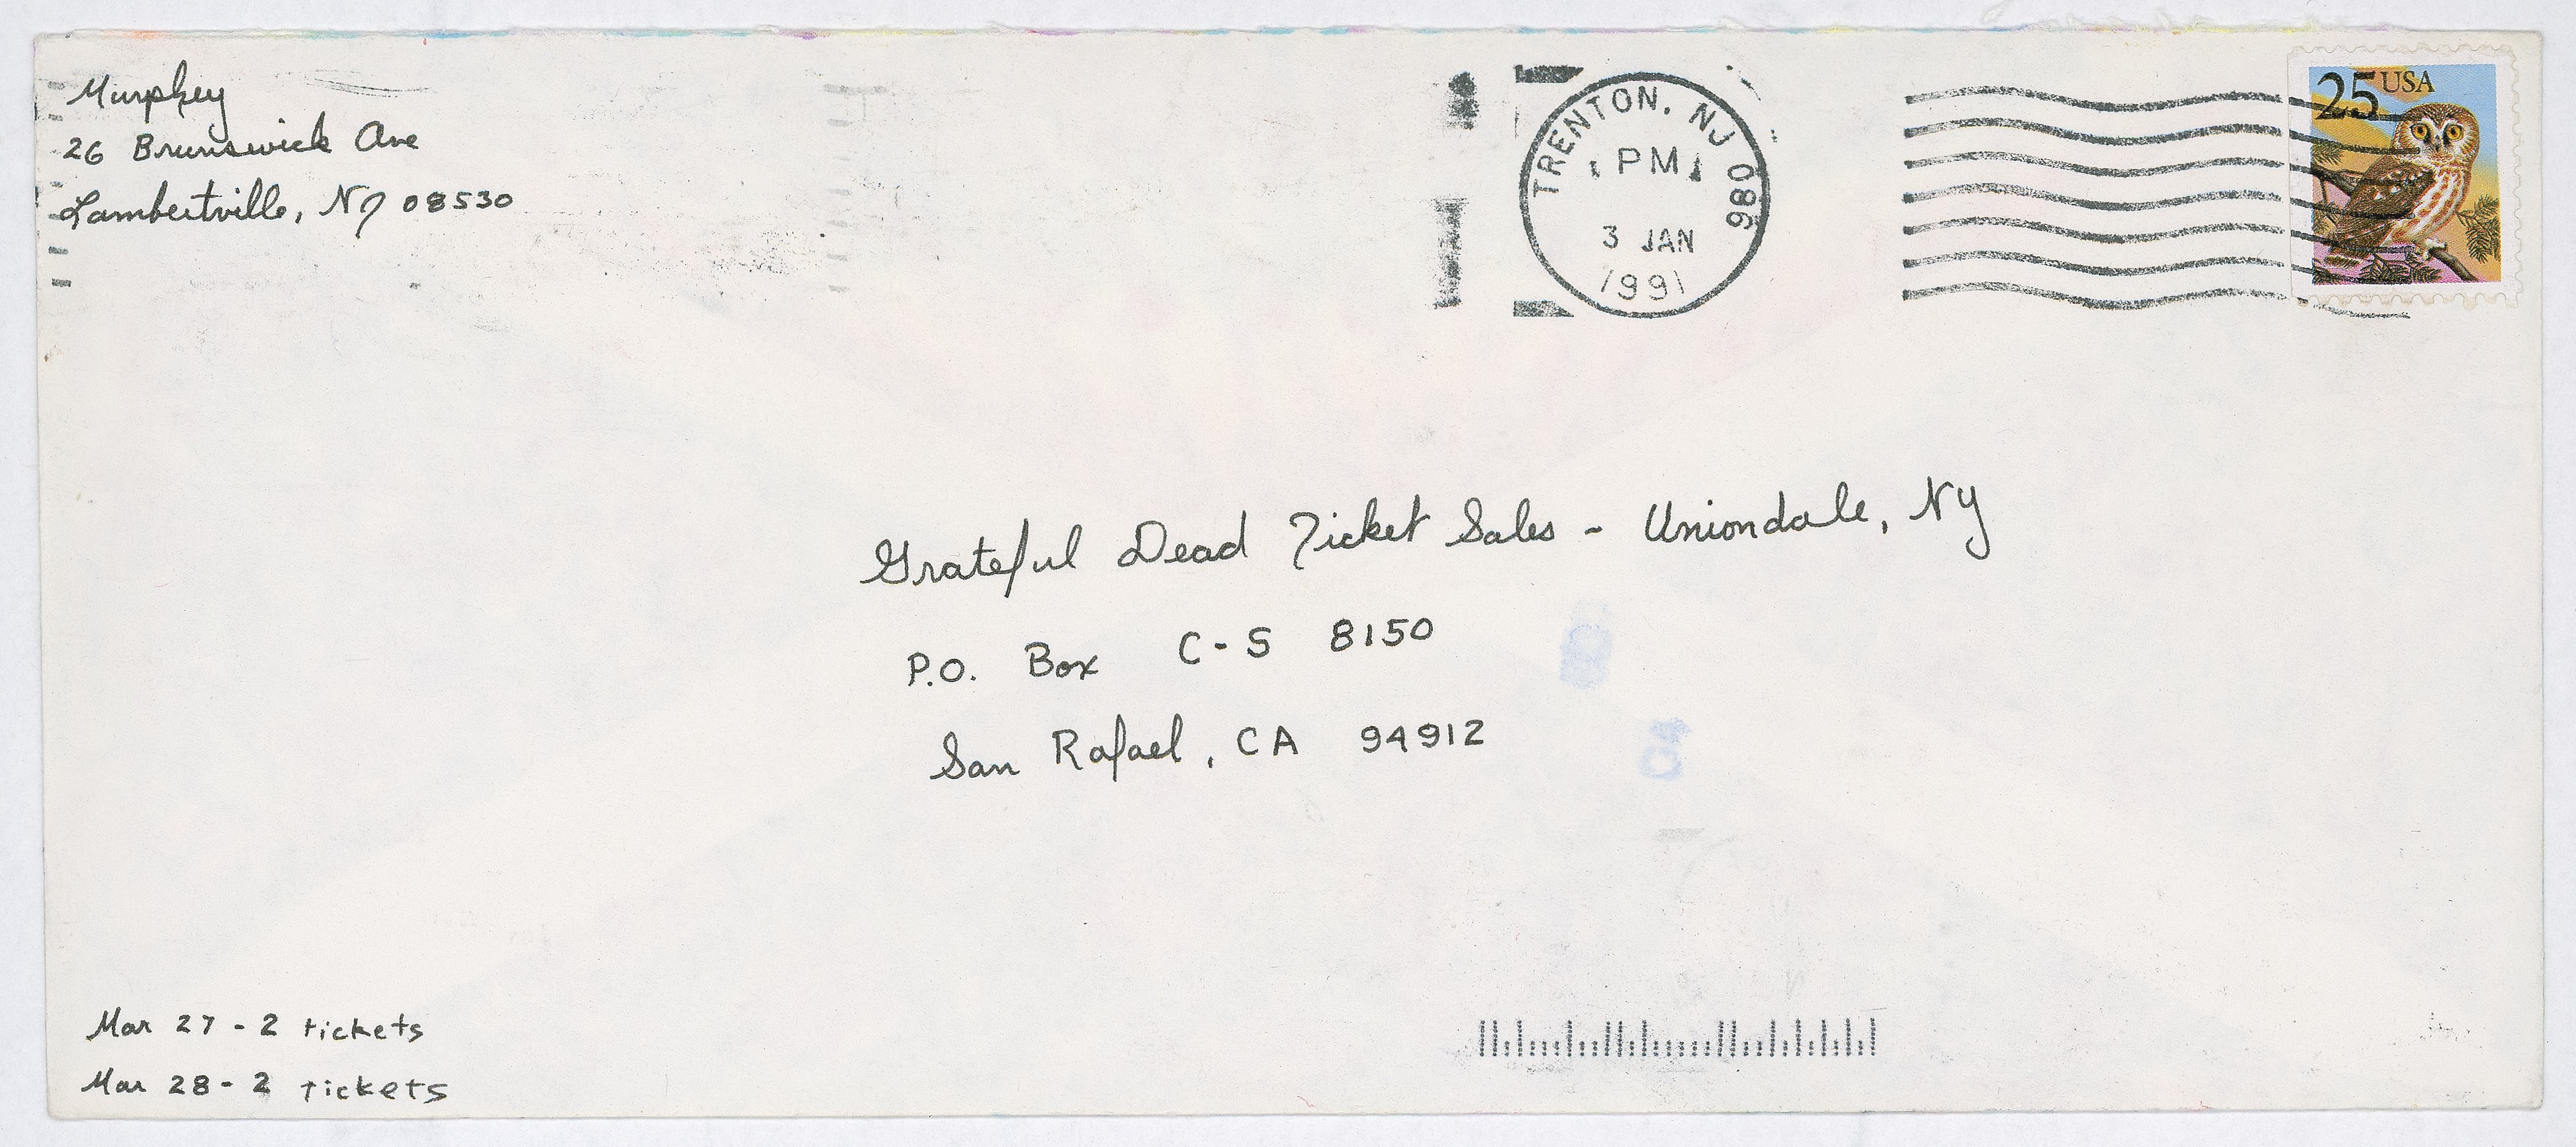 Murphey
26 Brunswick Ave
Lambertville, NJ 08530
TRENTON, NJ 086
PM
3 JAN
1991
25 USA
Grateful Dead Ticket Sales - Uniondale, NY
P.O. Box C-S 8150
San Rafael, CA 94912
Mar 27 - 2 tickets
Mar 28 - 2 tickets